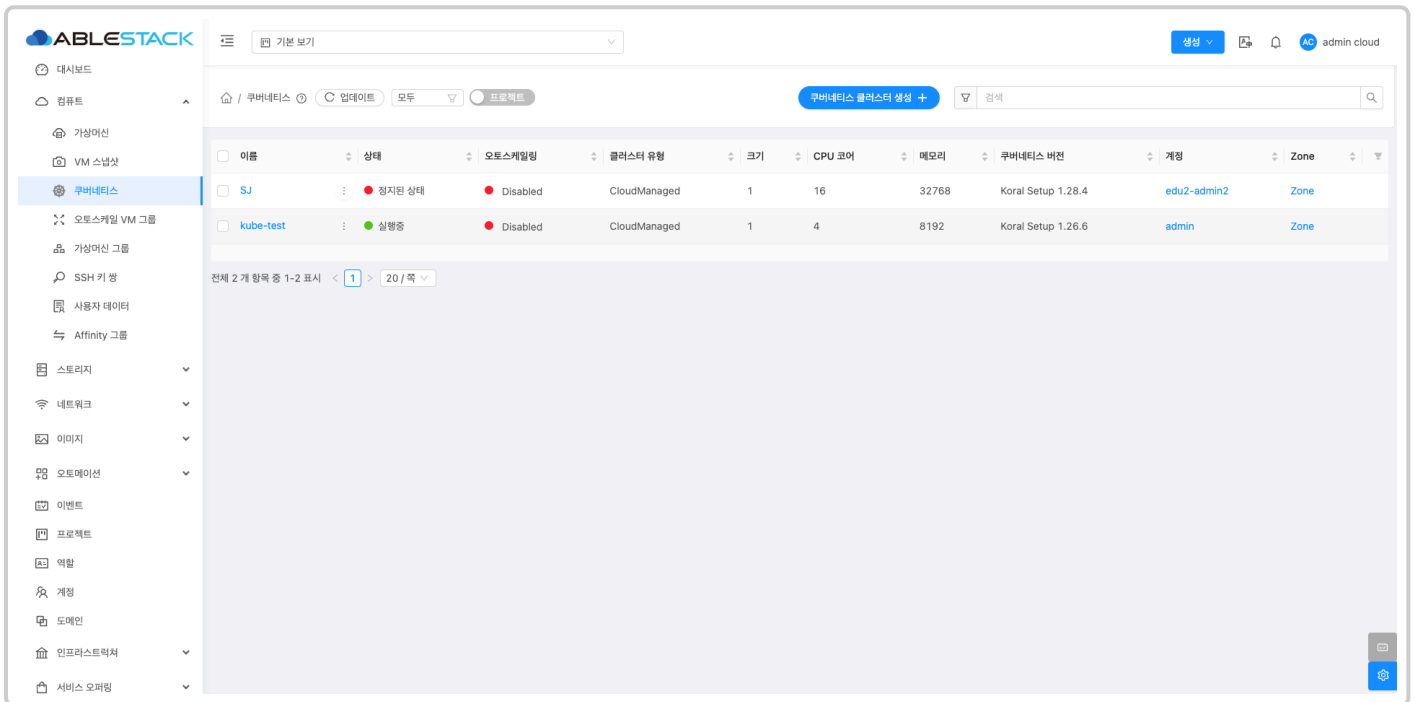 ABLESTACK
기본 보기
생성
AC admin cloud
대시보드
컴퓨트
가상머신
VM 스냅샷
쿠버네티스
오토스케일 VM 그룹
가상머신 그룹
SSH 키 쌍
사용자 데이터
Affinity 그룹
스토리지
네트워크
이미지
오토메이션
이벤트
프로젝트
역할
계정
도메인
인프라스트럭쳐
서비스 오퍼링
/ 쿠버네티스 업데이트 모두 프로젝트
쿠버네티스 클러스터 생성 + 검색
이름 상태 오토스케일링 클러스터 유형 크기 CPU 코어 메모리 쿠버네티스 버전 계정 Zone
SJ 정지된 상태 Disabled CloudManaged 1 16 32768 Koral Setup 1.28.4 edu2-admin2 Zone
kube-test 실행중 Disabled CloudManaged 1 4 8192 Koral Setup 1.26.6 admin Zone
전체 2 개 항목 중 1-2 표시 < 1 > 20 / 쪽